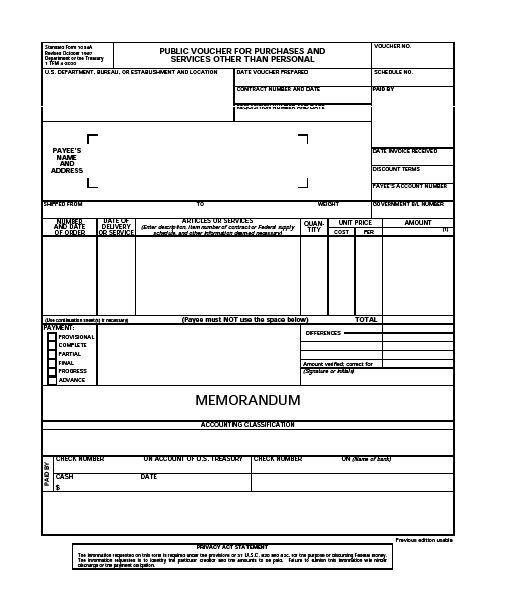 Standard Form 1034A
Revised October 1987
Department of the Treasury
1 TFM 4-2000
PUBLIC VOUCHER FOR PURCHASES AND
SERVICES OTHER THAN PERSONAL
VOUCHER NO.
U.S. DEPARTMENT, BUREAU, OR ESTABLISHMENT AND LOCATION
DATE VOUCHER PREPARED
SCHEDULE NO.
CONTRACT NUMBER AND DATE
PAID BY
REQUISITION NUMBER AND DATE
PAYEE'S
NAME
AND
ADDRESS
DATE INVOICE RECEIVED
DISCOUNT TERMS
PAYEE'S ACCOUNT NUMBER
SHIPPED FROM
TO
WEIGHT
GOVERNMENT B/L NUMBER
NUMBER
AND DATE
OF ORDER
DATE OF
DELIVERY
OR SERVICE
ARTICLES OR SERVICES
(Enter description, item number of contract or Federal supply
schedule, and other information deemed necessary)
QUAN-
TITY
UNIT PRICE
COST
PER
AMOUNT
(1)
(Use continuation sheet(s) if necessary)
(Payee must NOT use the space below)
TOTAL
PAYMENT:
PROVISIONAL
COMPLETE
PARTIAL
FINAL
PROGRESS
ADVANCE
DIFFERENCES
Amount verified; correct for
(Signature or initials)
MEMORANDUM
ACCOUNTING CLASSIFICATION
PAID BY
CHECK NUMBER
ON ACCOUNT OF U.S. TREASURY
CHECK NUMBER
ON (Name of bank)
CASH
DATE
$
Previous edition usable
PRIVACY ACT STATEMENT
The information requested on this form is required under the provisions of 31 U.S.C. 82b and 82c, for the purpose of disbursing Federal money.
The information requested is to identify the particular creditor and the amounts to be paid. Failure to furnish this information will hinder
discharge of the payment obligation.